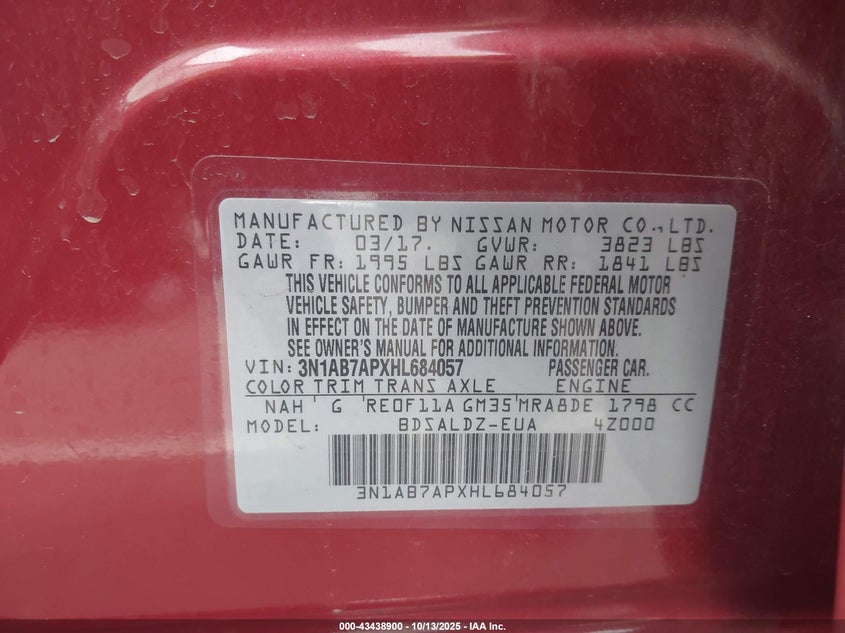 MANUFACTURED BY NISSAN MOTOR CO., LTD.
DATE: 03/17. GVWR: 3823 LBS
GAWR FR: 1995 LBS GAWR RR: 1841 LBS
THIS VEHICLE CONFORMS TO ALL APPLICABLE FEDERAL MOTOR
VEHICLE SAFETY, BUMPER AND THEFT PREVENTION STANDARDS
IN EFFECT ON THE DATE OF MANUFACTURE SHOWN ABOVE.
SEE OWNER'S MANUAL FOR ADDITIONAL INFORMATION.
VIN: 3N1AB7APXHL684057 PASSENGER CAR.
COLOR TRIM TRANS AXLE ENGINE
NAH G RE0F11A GM35 MRA8DE 1798 CC
MODEL: BDSALDZ-EUA 4Z000
3N1AB7APXHL684057
000-43438900 - 10/13/2025 - IAA Inc.